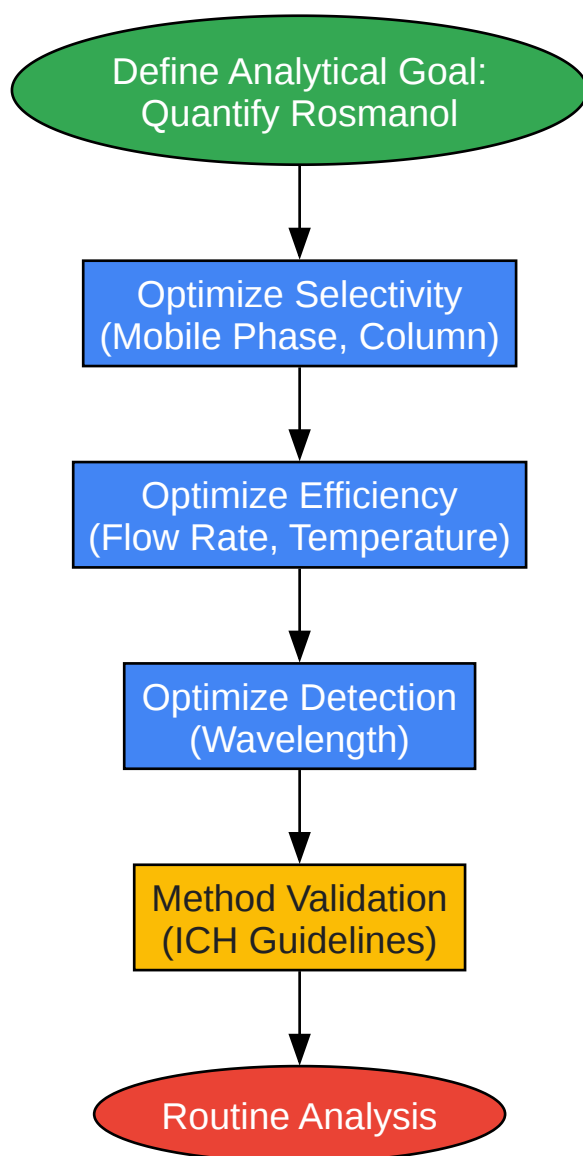 Define Analytical Goal:
Quantify Rosmanol
Optimize Selectivity
(Mobile Phase, Column)
Optimize Efficiency
(Flow Rate, Temperature)
Optimize Detection
(Wavelength)
Method Validation
(ICH Guidelines)
Routine Analysis